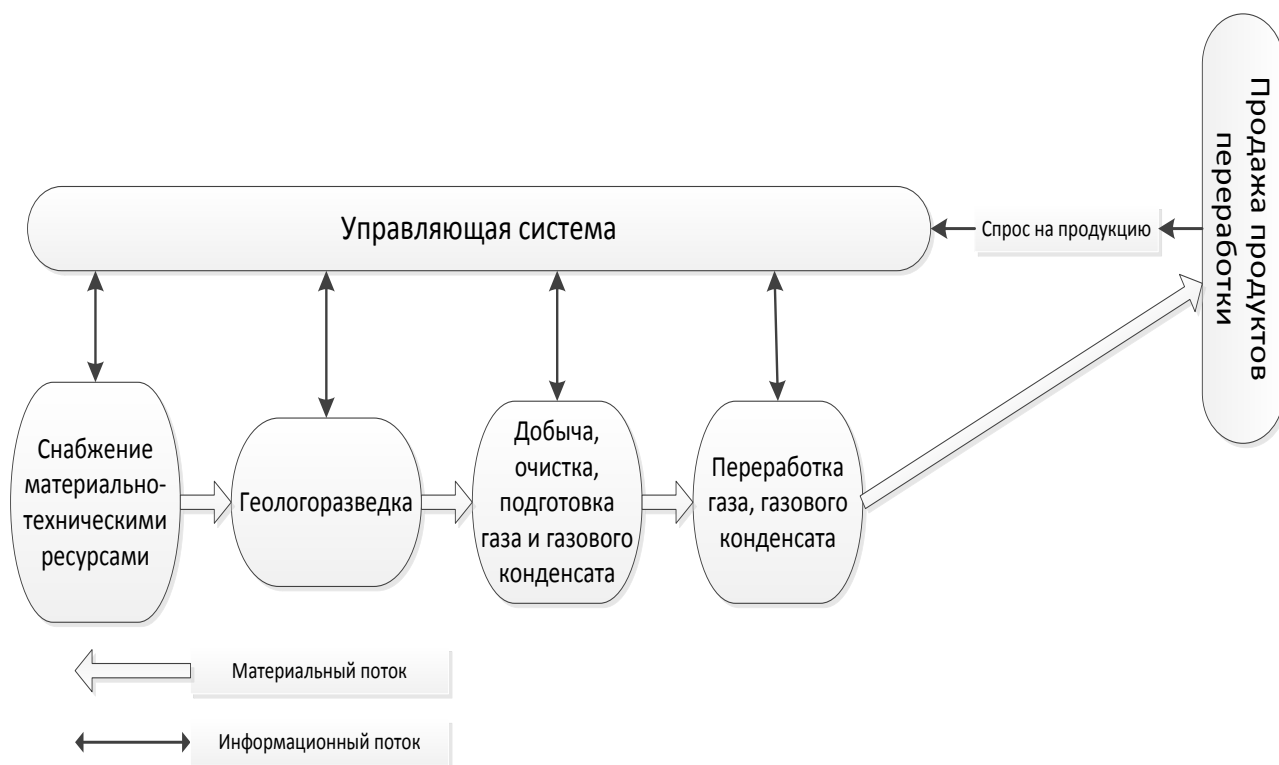 Продажа продуктов
переработки
Управляющая система
Спрос на продукцию
Снабжение
материально-
техническими
ресурсами
Геологоразведка
Добыча,
очистка,
подготовка
газа и газового
конденсата
Переработка
газа, газового
конденсата
Материальный поток
Информационный поток